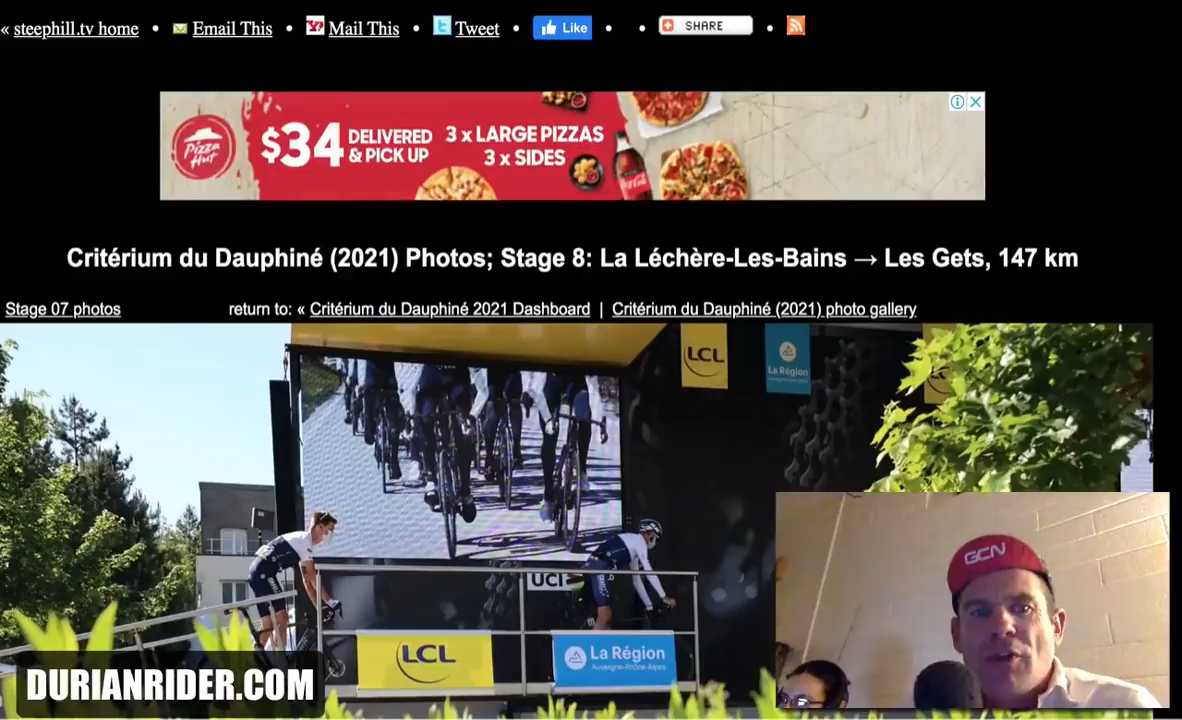 « steephill.tv home • Email This • Mail This • Tweet • Like • • SHARE •
Pizza Hut
$34 DELIVERED & PICK UP
3 x LARGE PIZZAS
3 x SIDES
Critérium du Dauphiné (2021) Photos; Stage 8: La Léchère-Les-Bains → Les Gets, 147 km
Stage 07 photos
return to: « Critérium du Dauphiné 2021 Dashboard | Critérium du Dauphiné (2021) photo gallery
LCL
La Région
UCI
GCN
LCL
La Région
Auvergne-Rhône-Alpes
DURIANRIDER.COM